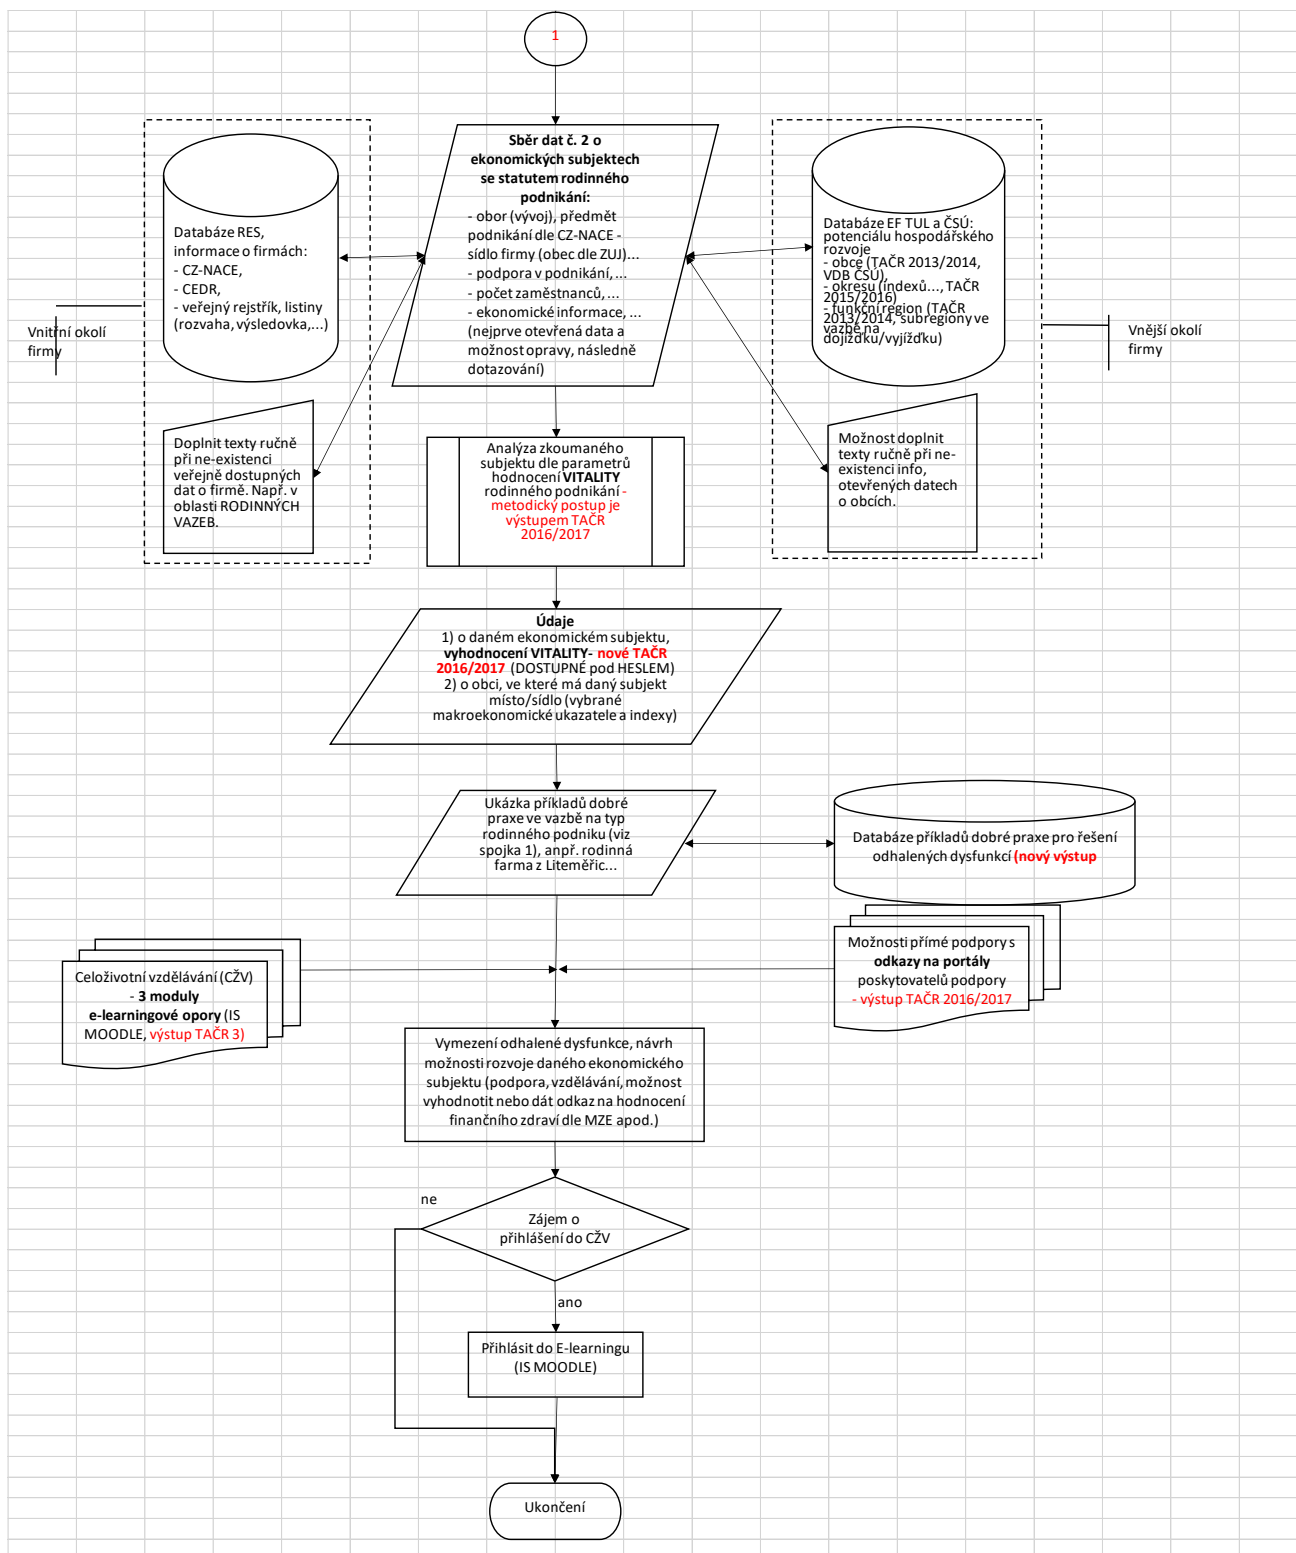 1
Sběr dat č. 2 o
ekonomických subjektech
se statutem rodinného
podnikání:
- obor (vývoj), předmět
podnikání dle CZ-NACE -
sídlo firmy (obec dle ZUJ)...
- podpora v podnikání, ...
- počet zaměstnanců, ...
- ekonomické informace, ...
(nejprve otevřená data a
možnost opravy, následně
dotazování)
Databáze RES,
informace o firmách:
- CZ-NACE,
- CEDR,
- veřejný rejstřík, listiny
(rozvaha, výsledovka,...)
Vnitřní okolí
firmy
Doplnit texty ručně
při ne-existenci
veřejně dostupných
dat o firmě. Např. v
oblasti RODINNÝCH
VAZEB.
Databáze EF TUL a ČSÚ:
potenciálu hospodářského
rozvoje
- obce (TAČR 2013/2014,
VDB ČSÚ),
- okresu (indexů..., TAČR
2015/2016)
- funkční region (TAČR
2013/2014, subregiony ve
vazbě na
dojížďku/vyjížďku)
Vnější okolí
firmy
Možnost doplnit
texty ručně při ne-
existenci info,
otevřených datech
o obcích.
Analýza zkoumaného
subjektu dle parametrů
hodnocení VITALITY
rodinného podnikání -
metodický postup je
výstupem TAČR
2016/2017
Údaje
1) o daném ekonomickém subjektu,
vyhodnocení VITALITY- nové TAČR
2016/2017 (DOSTUPNÉ pod HESLEM)
2) o obci, ve které má daný subjekt
místo/sídlo (vybrané
makroekonomické ukazatele a indexy)
Ukázka příkladů dobré
praxe ve vazbě na typ
rodinného podniku (viz
spojka 1), anpř. rodinná
farma z Liteměřic...
Databáze příkladů dobré praxe pro řešení
odhalených dysfunkcí (nový výstup
Možnosti přímé podpory s
odkazy na portály
poskytovatelů podpory
- výstup TAČR 2016/2017
Celoživotní vzdělávání (CŽV)
- 3 moduly
e-learningové opory (IS
MOODLE, výstup TAČR 3)
Vymezení odhalené dysfunkce, návrh
možnosti rozvoje daného ekonomického
subjektu (podpora, vzdělávání, možnost
vyhodnotit nebo dát odkaz na hodnocení
finančního zdraví dle MZE apod.)
ne
Zájem o
přihlášení do CŽV
ano
Přihlásit do E-learningu
(IS MOODLE)
Ukončení